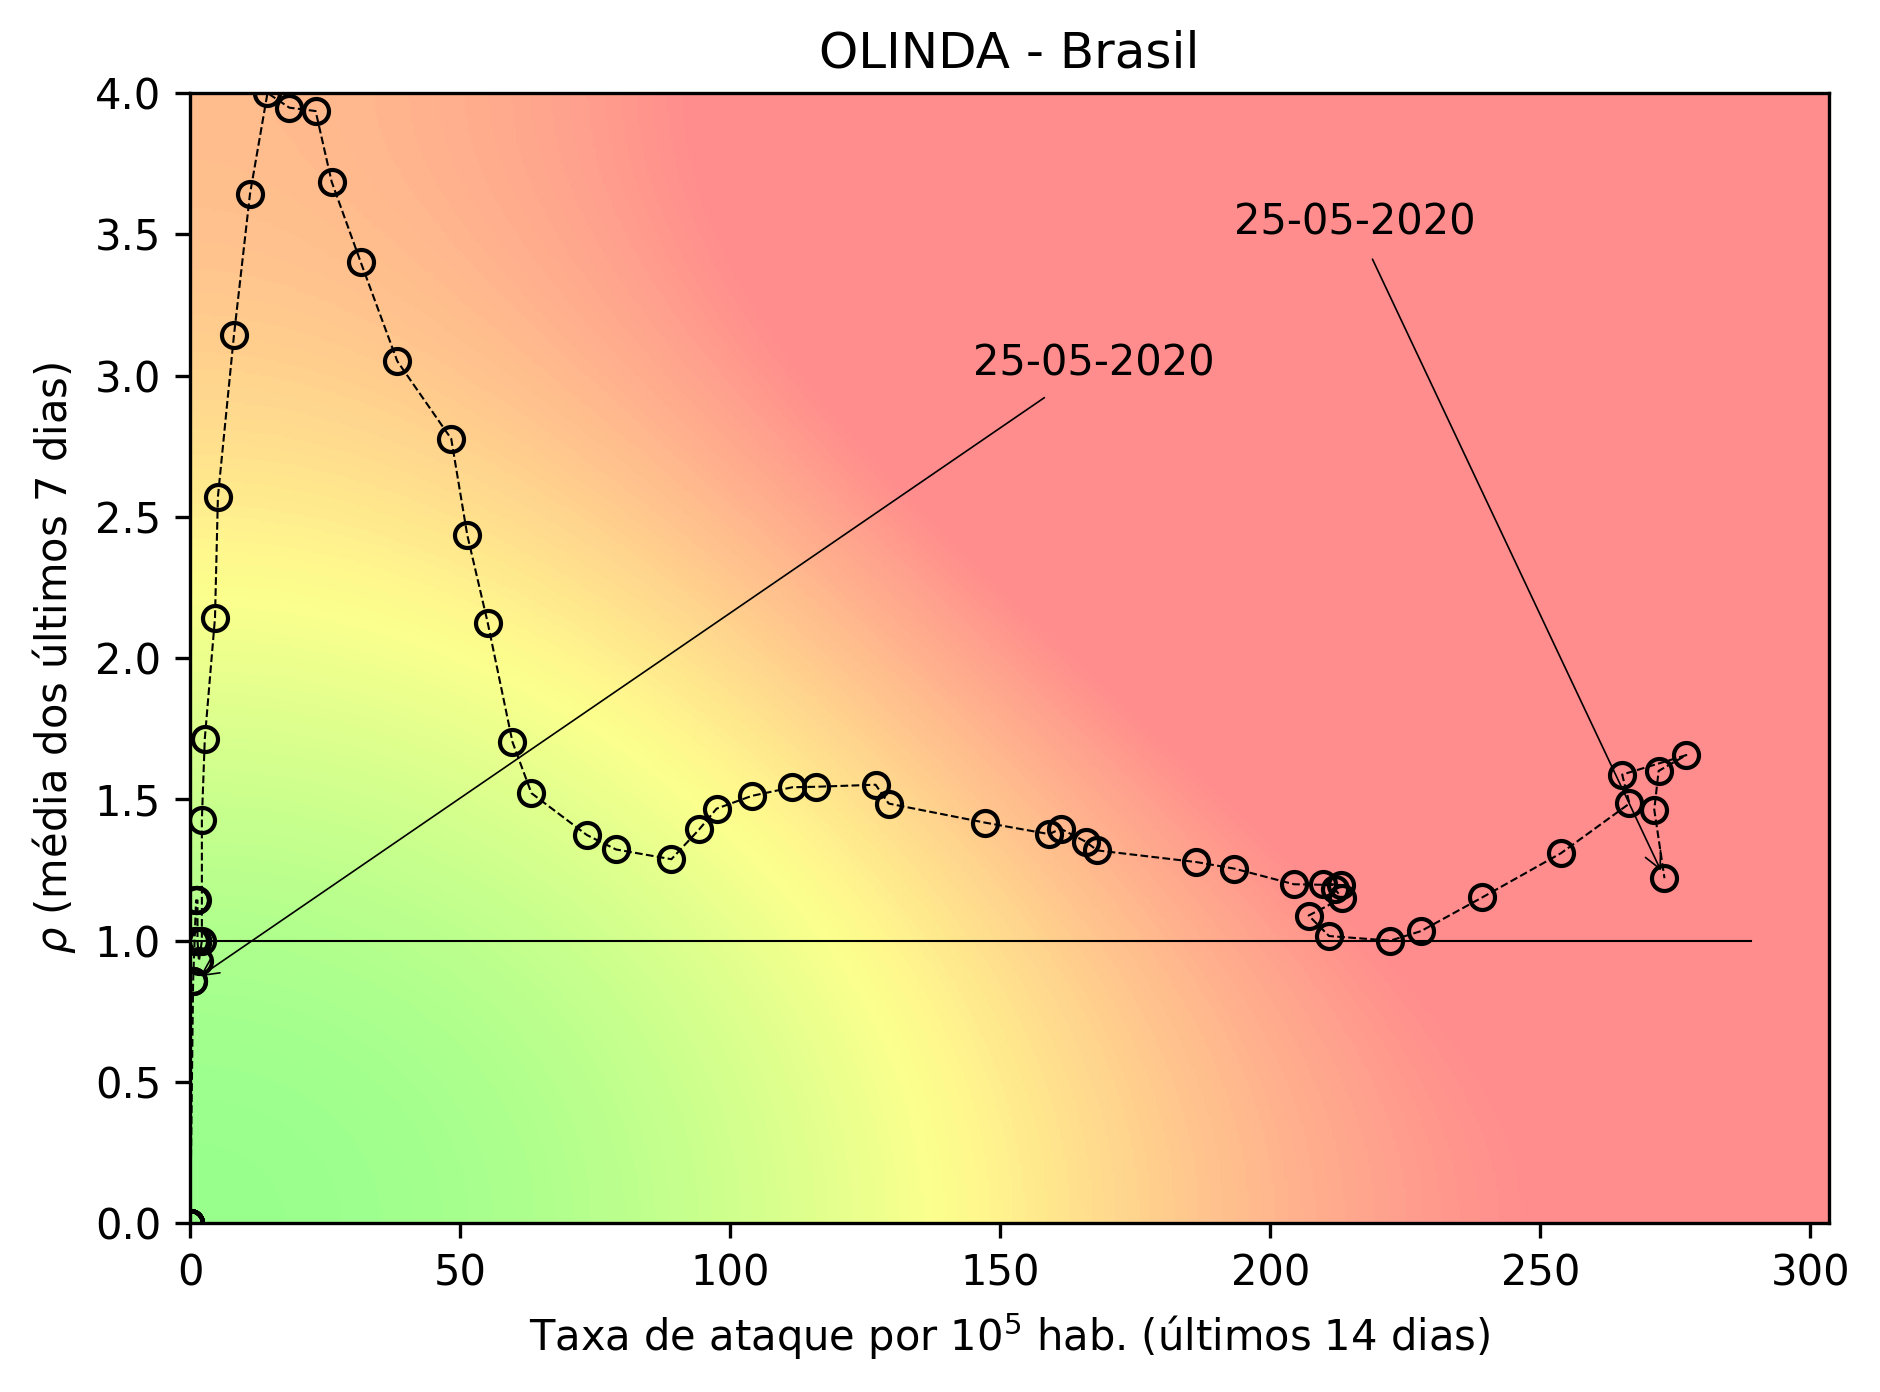 OLINDA - Brasil
4.0
3.5
3.0
2.5
2.0
1.5
1.0
0.5
0.0
ρ (média dos últimos 7 dias)
25-05-2020
25-05-2020
0 50 100 150 200 250 300
Taxa de ataque por 10⁵ hab. (últimos 14 dias)